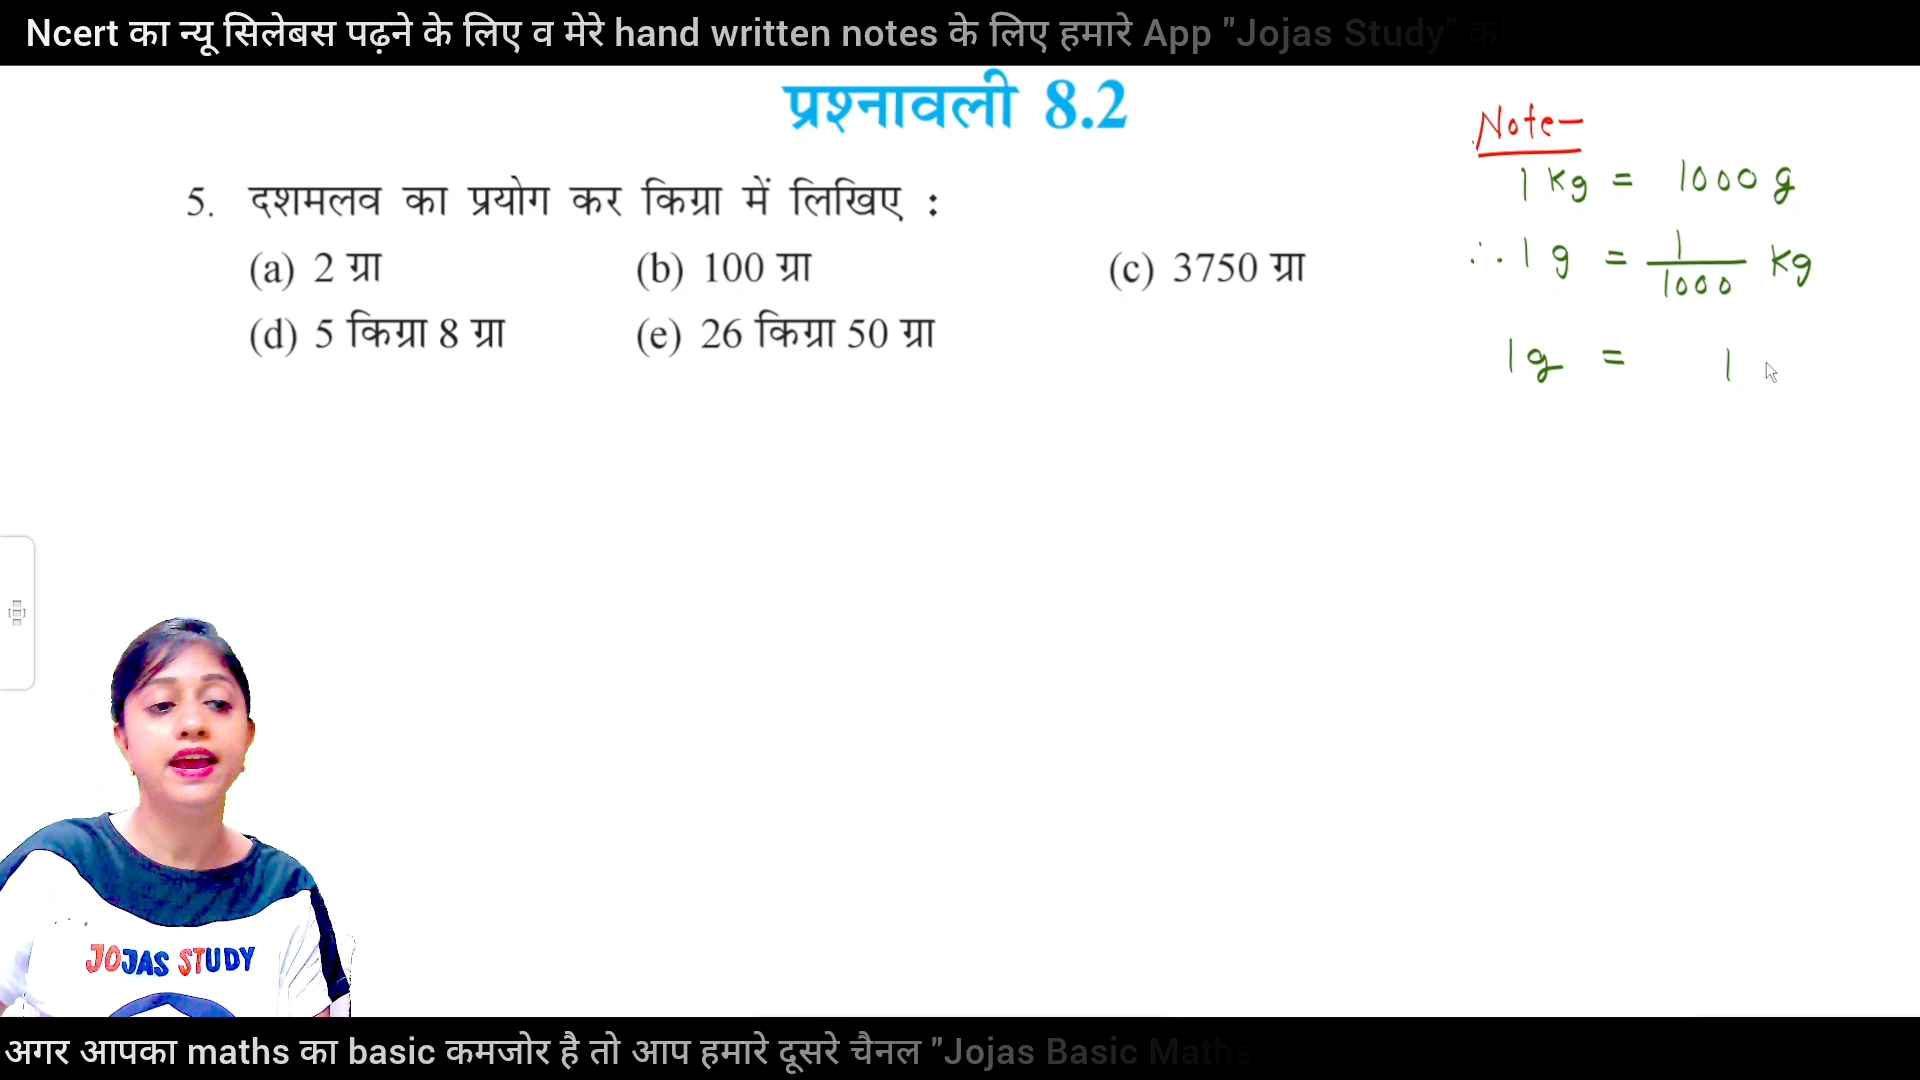 Ncert का न्यू सिलेबस पढ़ने के लिए व मेरे hand written notes के लिए हमारे App "Jojas Study" को
प्रश्नावली 8.2
5. दशमलव का प्रयोग कर किग्रा में लिखिए :
(a) 2 ग्रा (b) 100 ग्रा (c) 3750 ग्रा
(d) 5 किग्रा 8 ग्रा (e) 26 किग्रा 50 ग्रा
Note-
1 Kg = 1000 g
∴ 1 g = 1/1000 Kg
1g = 1
JOJAS STUDY
अगर आपका maths का basic कमजोर है तो आप हमारे दूसरे चैनल "Jojas Basic Maths"